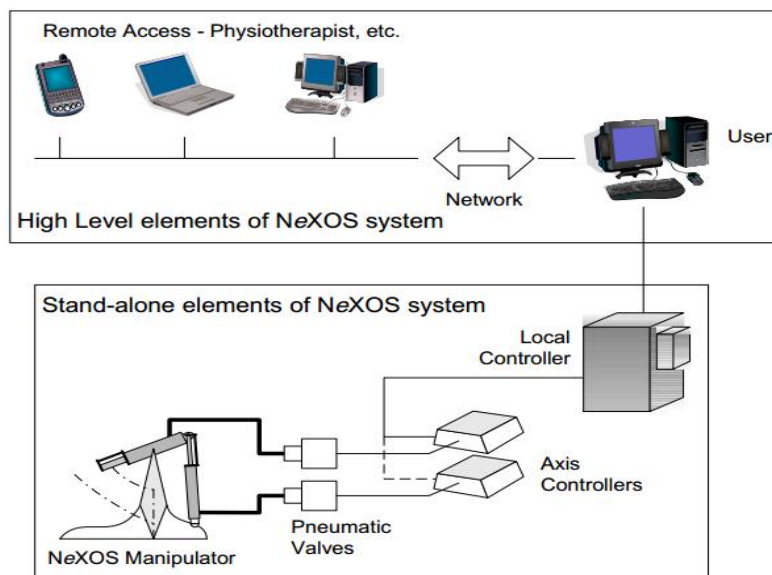 Remote Access - Physiotherapist, etc.
User
Network
High Level elements of NeXOS system
Stand-alone elements of NeXOS system
Local
Controller
Axis
Controllers
Pneumatic
Valves
NeXOS Manipulator